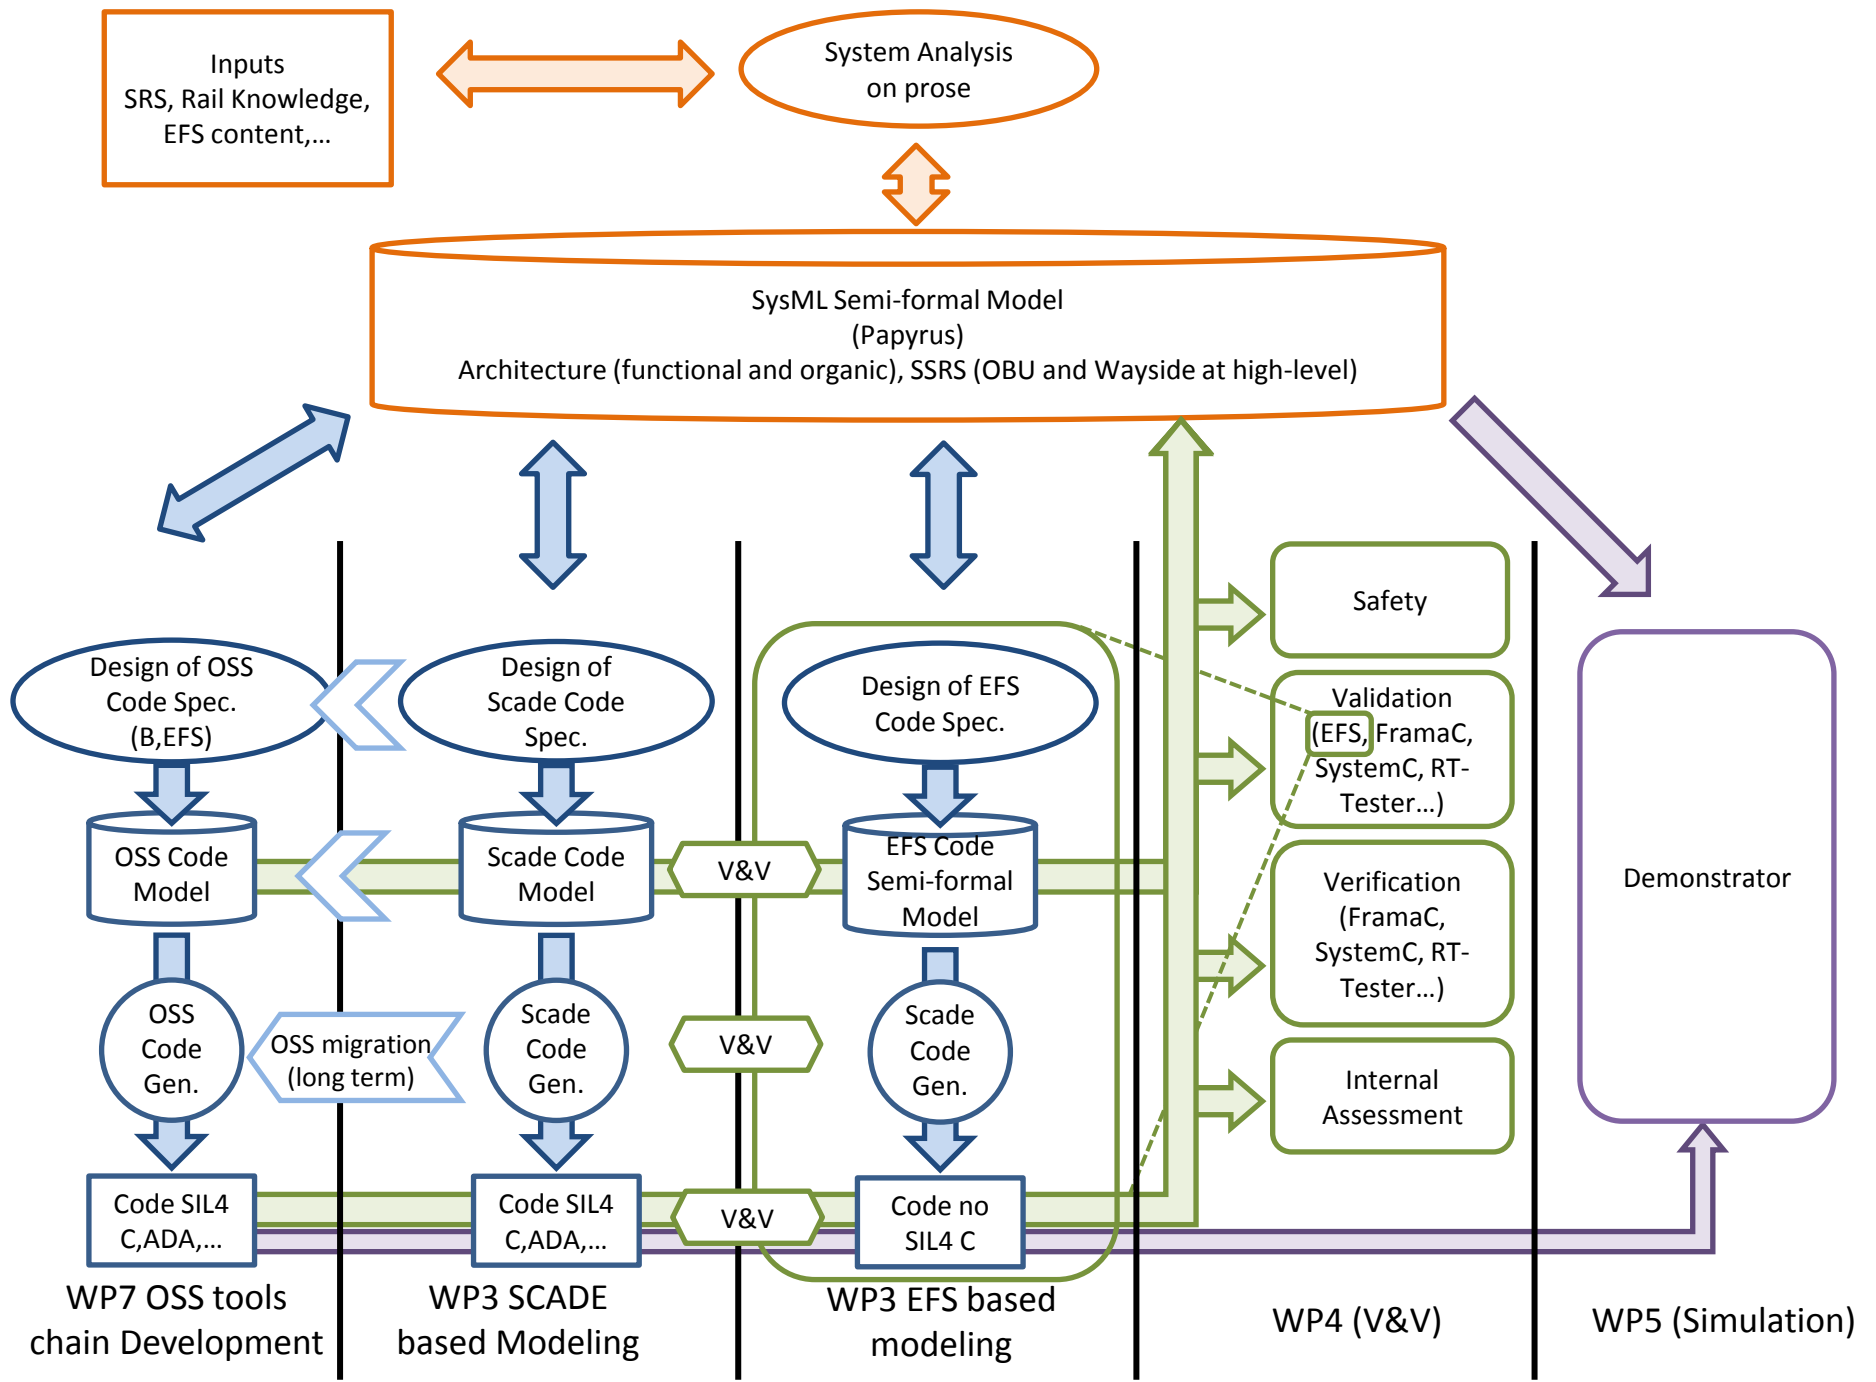 Inputs
SRS, Rail Knowledge,
EFS content,…
System Analysis
on prose
SysML Semi-formal Model
(Papyrus)
Architecture (functional and organic), SSRS (OBU and Wayside at high-level)
Design of OSS
Code Spec.
(B,EFS)
Design of
Scade Code
Spec.
Design of EFS
Code Spec.
Safety
Validation
(EFS, FramaC,
SystemC, RT-
Tester…)
OSS Code
Model
Scade Code
Model
V&V
EFS Code
Semi-formal
Model
Verification
(FramaC,
SystemC, RT-
Tester…)
Demonstrator
OSS
Code
Gen.
OSS migration
(long term)
Scade
Code
Gen.
V&V
Scade
Code
Gen.
Internal
Assessment
Code SIL4
C,ADA,…
Code SIL4
C,ADA,…
V&V
Code no
SIL4 C
WP7 OSS tools
chain Development
WP3 SCADE
based Modeling
WP3 EFS based
modeling
WP4 (V&V)
WP5 (Simulation)